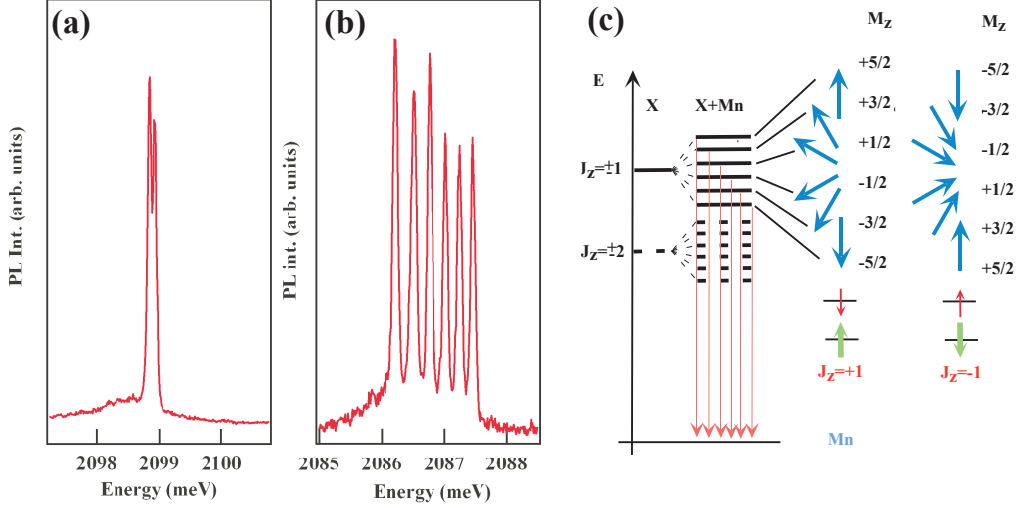 (a)
PL Int. (arb. units)
2098 2099 2100
Energy (meV)
(b)
PL int. (arb. units)
2085 2086 2087 2088
Energy (meV)
(c)
E
X
X+Mn
Jz=±1
Jz=±2
Mz
+5/2
+3/2
+1/2
-1/2
-3/2
-5/2
Jz=+1
Mz
-5/2
-3/2
-1/2
+1/2
+3/2
+5/2
Jz=-1
Mn